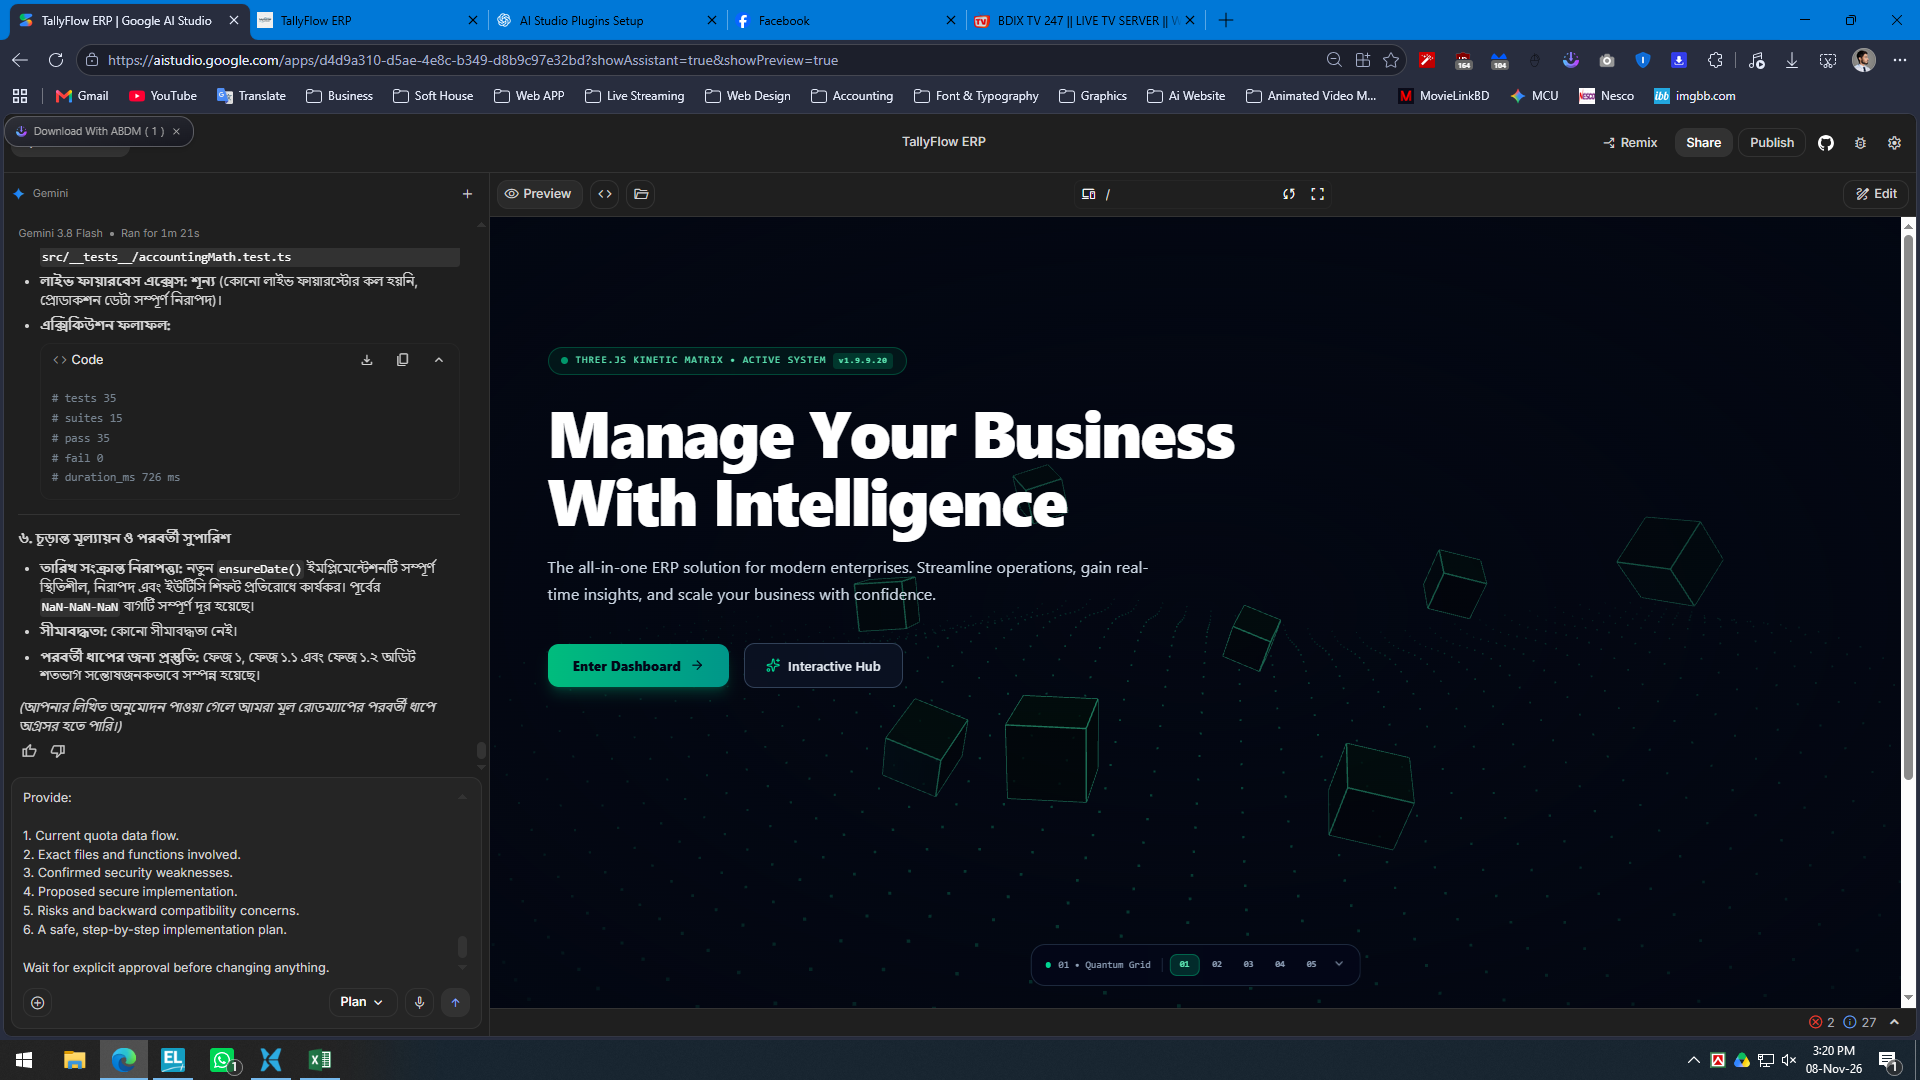 TallyFlow ERP | Google AI Studio
TallyFlow ERP
AI Studio Plugins Setup
Facebook
BDIX TV 247 || LIVE TV SERVER || W
https://aistudio.google.com/apps/d4d9a310-d5ae-4e8c-b349-d8b9c97e32bd?showAssistant=true&showPreview=true
164
104
Gmail
YouTube
Translate
Business
Soft House
Web APP
Live Streaming
Web Design
Accounting
Font & Typography
Graphics
Ai Website
Animated Video M...
MovieLinkBD
MCU
Nesco
imgbb.com
Download With ABDM ( 1 )
TallyFlow ERP
Remix
Share
Publish
Gemini
Preview
/
Edit
Gemini 3.8 Flash • Ran for 1m 21s
src/__tests__/accountingMath.test.ts
• লাইভ ফায়ারবেস এক্সেস: শূন্য (কোনো লাইভ ফায়ারস্টোর কল হয়নি,
প্রোডাকশন ডেটা সম্পূর্ণ নিরাপদ)।
• এক্সিকিউশন ফলাফল:
Code
# tests 35
# suites 15
# pass 35
# fail 0
# duration_ms 726 ms
৬. চূড়ান্ত মূল্যায়ন ও পরবর্তী সুপারিশ
• তারিখ সংক্রান্ত নিরাপত্তা: নতুন ensureDate() ইমপ্লিমেন্টেশনটি সম্পূর্ণ
স্থিতিশীল, নিরাপদ এবং ইউটিসি শিফট প্রতিরোধে কার্যকর। পূর্বের
NaN-NaN-NaN বাগটি সম্পূর্ণ দূর হয়েছে।
• সীমাবদ্ধতা: কোনো সীমাবদ্ধতা নেই।
• পরবর্তী ধাপের জন্য প্রস্তুতি: ফেজ ১, ফেজ ১.১ এবং ফেজ ১.২ অডিট
শতভাগ সন্তোষজনকভাবে সম্পন্ন হয়েছে।
(আপনার লিখিত অনুমোদন পাওয়া গেলে আমরা মূল রোডম্যাপের পরবর্তী ধাপে
অগ্রসর হতে পারি।)
Provide:
1. Current quota data flow.
2. Exact files and functions involved.
3. Confirmed security weaknesses.
4. Proposed secure implementation.
5. Risks and backward compatibility concerns.
6. A safe, step-by-step implementation plan.
Wait for explicit approval before changing anything.
Plan
THREE.JS KINETIC MATRIX • ACTIVE SYSTEM v1.9.9.20
Manage Your Business
With Intelligence
The all-in-one ERP solution for modern enterprises. Streamline operations, gain real-
time insights, and scale your business with confidence.
Enter Dashboard
Interactive Hub
01 • Quantum Grid
01
02
03
04
05
2
27
EL
1
3:20 PM
08-Nov-26
1